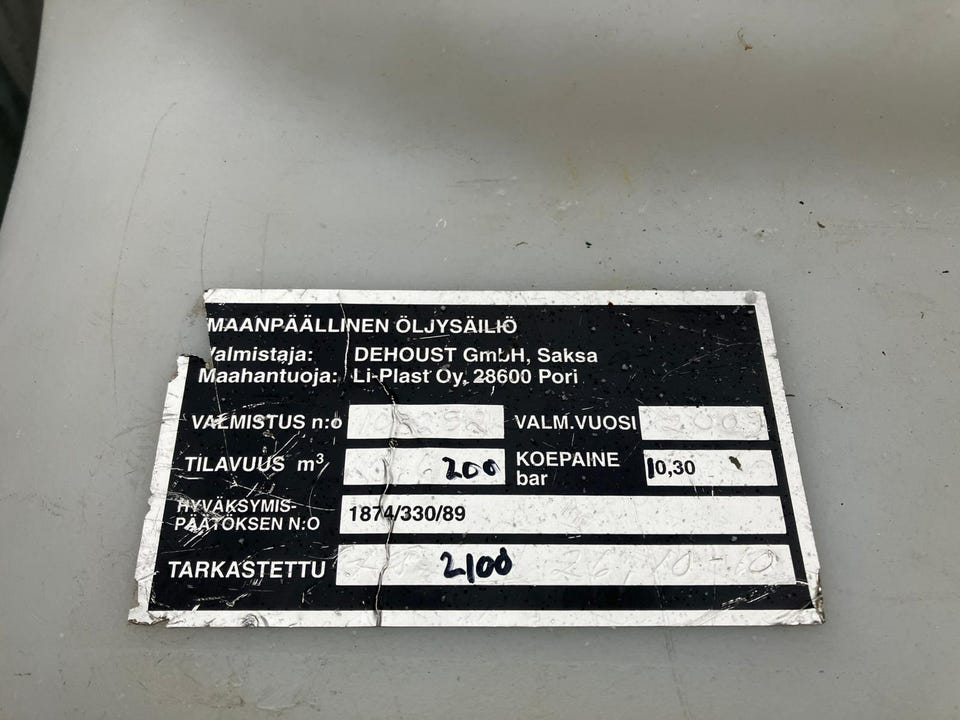 MAANPÄÄLLINEN ÖLJYSÄILIÖ
Valmistaja: DEHOUST GmbH, Saksa
Maahantuoja: Li-Plast Oy, 28600 Pori
VALMISTUS n:o VALM.VUOSI
TILAVUUS m³ 200 KOEPAINE bar 10,30
HYVÄKSYMIS-
PÄÄTÖKSEN N:O 1874/330/89
TARKASTETTU 2100